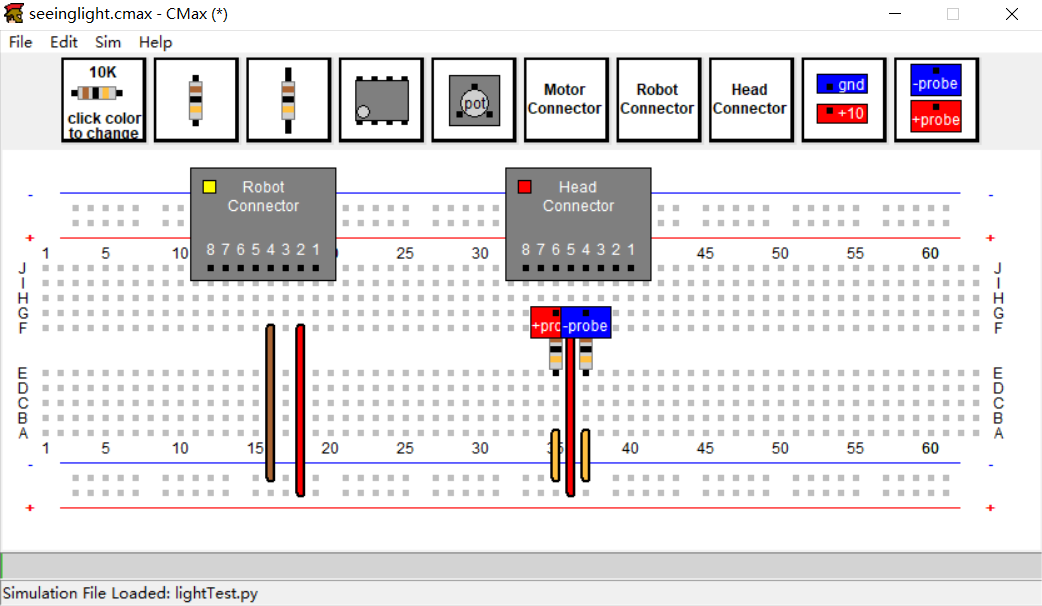 seeinglight.cmax - CMax (*)
File Edit Sim Help
10K
click color
to change
pot
Motor
Connector
Robot
Connector
Head
Connector
gnd
+10
-probe
+probe
- -
Robot
Connector
Head
Connector
+ +
8 7 6 5 4 3 2 1
8 7 6 5 4 3 2 1
1 5 10 25 30 45 50 55 60
J J
I I
H H
G G
F F
+pro -probe
E E
D D
C C
B B
A A
1 5 10 15 20 25 30 40 45 50 55 60
- -
+ +
Simulation File Loaded: lightTest.py